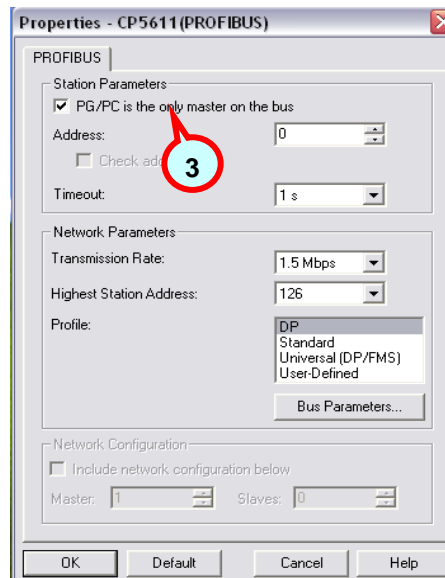 Properties - CP5611(PROFIBUS)
PROFIBUS
Station Parameters
PG/PC is the only master on the bus
Address:
0
Check add
3
Timeout:
1 s
Network Parameters
Transmission Rate:
1.5 Mbps
Highest Station Address:
126
Profile:
DP
Standard
Universal (DP/FMS)
User-Defined
Bus Parameters...
Network Configuration
Include network configuration below
Master: 1 Slaves: 0
OK Default Cancel Help